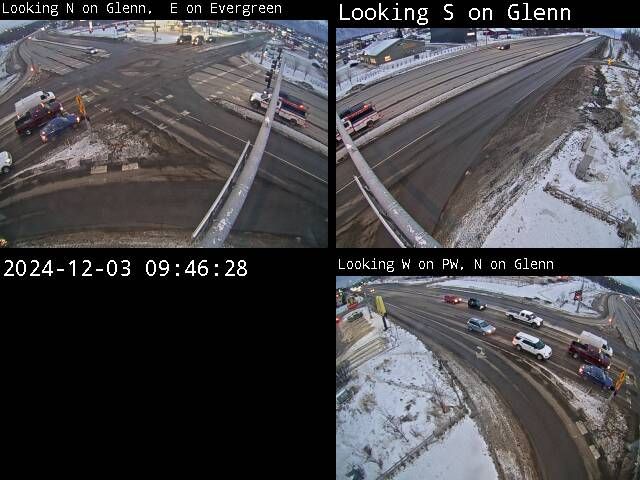 Looking N on Glenn,  E on Evergreen
Looking S on Glenn
2024-12-03 09:46:28
Looking W on PW, N on Glenn